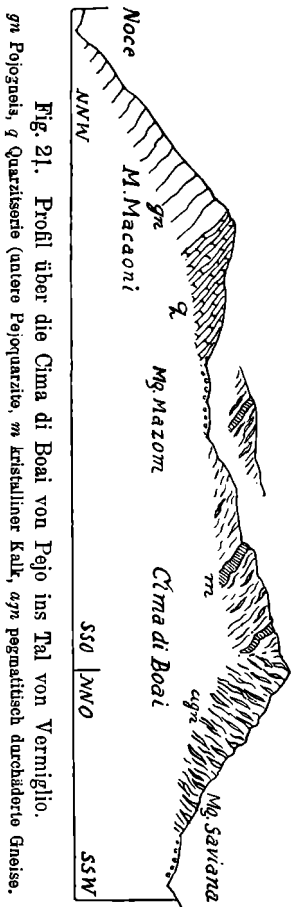 Noce
M. Macaoni
Mg. Mazom
Cima di Boai
Mg. Saviana
gn
q
m
agn
NNW
SSO | NNO
SSW
Fig. 21. Profil über die Cima di Boai von Pejo ins Tal von Vermiglio.
gn Pejogneis, q Quarzitserie (untere Pejoquarzite, m kristalliner Kalk, agn pegmatitisch durchäderte Gneise.